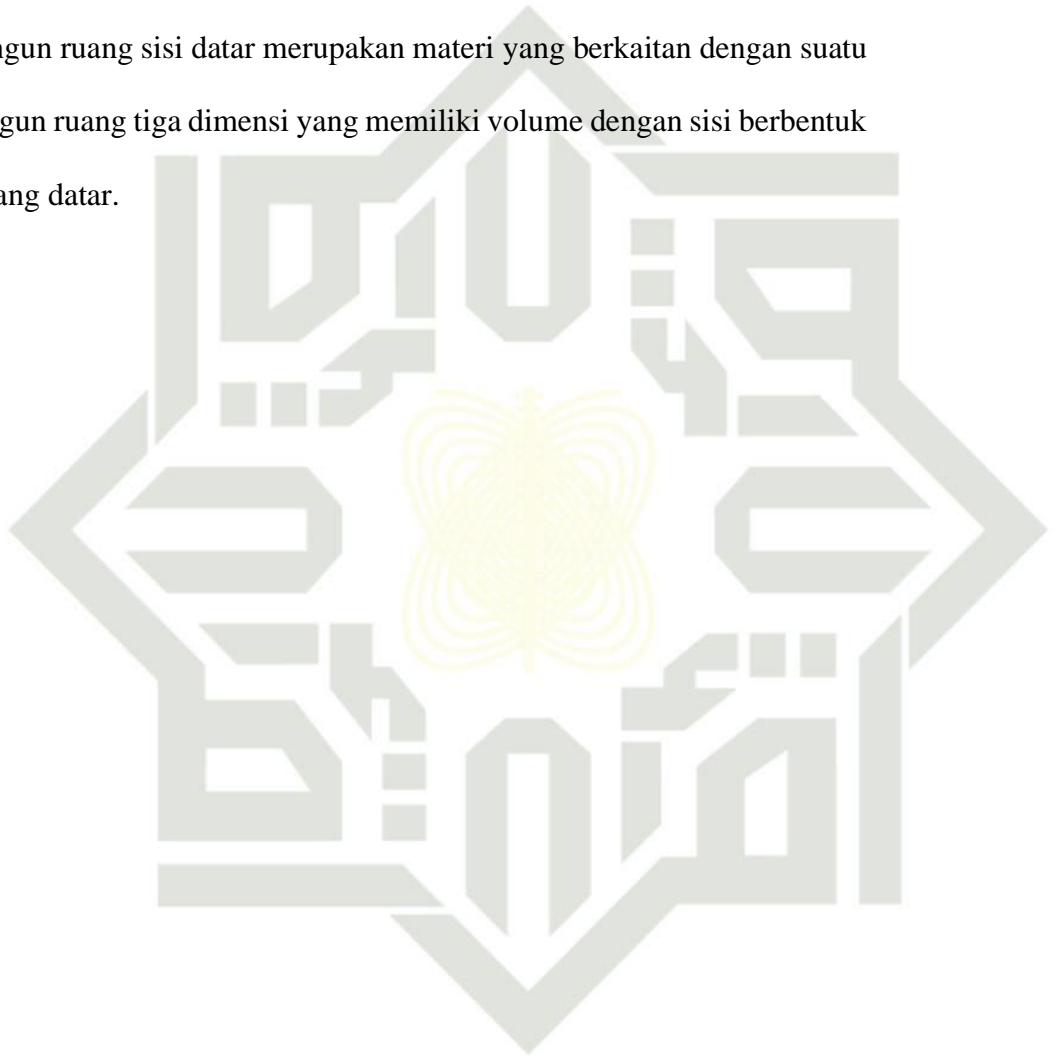 ngun ruang sisi datar merupakan materi yang berkaitan dengan suatu
gun ruang tiga dimensi yang memiliki volume dengan sisi berbentuk
ang datar.